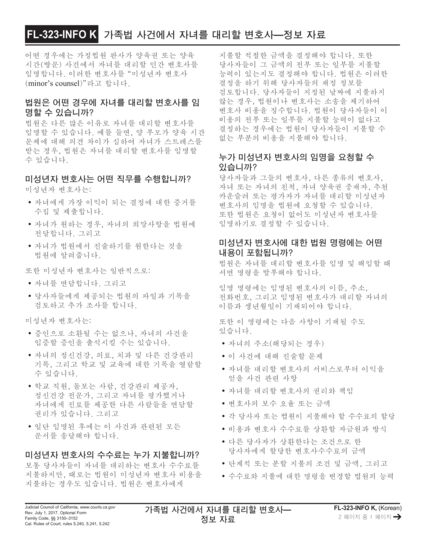 FL-323-INFO K 가족법 사건에서 자녀를 대리할 변호사—정보 자료
어떤 경우에는 가정법원 판사가 양육권 또는 양육
시간(방문) 사건에서 자녀를 대리할 민간 변호사를
임명합니다. 이러한 변호사를 “미성년자 변호사
(minor's counsel)”라고 합니다.
법원은 어떤 경우에 자녀를 대리할 변호사를 임
명할 수 있습니까?
법원은 다른 많은 이유로 자녀를 대리할 변호사를
임명할 수 있습니다. 예를 들면, 양 부모가 양육 시간
문제에 대해 의견 차이가 심하여 자녀가 스트레스를
받는 경우, 법원은 자녀를 대리할 변호사를 임명할
수 있습니다.
미성년자 변호사는 어떤 직무를 수행합니까?
미성년자 변호사는:
• 자녀에게 가장 이익이 되는 결정에 대한 증거를
수집 및 제출합니다.
• 자녀가 원하는 경우, 자녀의 희망사항을 법원에
전달합니다. 그리고
• 자녀가 법원에서 진술하기를 원한다는 것을
법원에 알려줍니다.
또한 미성년자 변호사는 일반적으로:
• 자녀를 면담합니다. 그리고
• 당사자들에게 제공되는 법원의 파일과 기록을
검토하고 추가 조사를 합니다.
미성년자 변호사는:
• 증인으로 소환될 수는 없으나, 자녀의 사건을
입증할 증인을 출석시킬 수는 있습니다.
• 자녀의 정신건강, 의료, 치과 및 다른 건강관리
기록, 그리고 학교 및 교육에 대한 기록을 열람할
수 있습니다.
• 학교 직원, 돌보는 사람, 건강관리 제공자,
정신건강 전문가, 그리고 자녀를 평가했거나
자녀에게 진료를 제공한 다른 사람들을 면담할
권리가 있습니다. 그리고
• 일단 임명된 후에는 이 사건과 관련된 모든
문서를 송달해야 합니다.
미성년자 변호사의 수수료는 누가 지불합니까?
보통 당사자들이 자녀를 대리하는 변호사 수수료를
지불하지만, 때로는 법원이 미성년자 변호사 비용을
지불하는 경우도 있습니다. 법원은 변호사에게
지불할 적절한 금액을 결정해야 합니다. 또한
당사자들이 그 금액의 전부 또는 일부를 지불할
능력이 있는지도 결정해야 합니다. 법원은 이러한
결정을 하기 위해 당사자들의 재정 정보를
검토합니다. 당사자들이 지정된 날짜에 지불하지
않는 경우, 법원이나 변호사는 소송을 제기하여
변호사 비용을 징수합니다. 법원이 당사자들이 이
비용의 전부 또는 일부를 지불할 능력이 없다고
결정하는 경우에는 법원이 당사자들이 지불할 수
없는 부분의 비용을 지불해야 합니다.
누가 미성년자 변호사의 임명을 요청할 수
있습니까?
당사자들과 그들의 변호사, 다른 종류의 변호사,
자녀 또는 자녀의 친척, 자녀 양육권 중재자, 추천
카운슬러 또는 평가자가 자녀를 대리할 미성년자
변호사의 임명을 법원에 요청할 수 있습니다.
또한 법원은 요청이 없어도 미성년자 변호사를
임명하기로 결정할 수 있습니다.
미성년자 변호사에 대한 법원 명령에는 어떤
내용이 포함됩니까?
법원은 자녀를 대리할 변호사를 임명 및 해임할 때
서면 명령을 발부해야 합니다.
임명 명령에는 임명된 변호사의 이름, 주소,
전화번호, 그리고 임명된 변호사가 대리할 자녀의
이름과 생년월일이 기재되어야 합니다.
또한 이 명령에는 다음 사항이 기재될 수도
있습니다.
• 자녀의 주소(해당되는 경우)
• 이 사건에 대해 진술할 문제
• 자녀를 대리할 변호사의 서비스로부터 이익을
얻을 사건 관련 사항
• 자녀를 대리할 변호사의 권리와 책임
• 변호사의 보수 요율 또는 금액
• 각 당사자 또는 법원이 지불해야 할 수수료의 할당
• 비용과 변호사 수수료를 상환할 자금원과 방식
• 다른 당사자가 상환한다는 조건으로 한
당사자에게 할당한 변호사수수료의 금액
• 단계적 또는 분할 지불의 조건 및 금액, 그리고
• 수수료와 지불에 대한 명령을 변경할 법원의 능력
Judicial Council of California, www.courts.ca.gov
Rev. July 1, 2017, Optional Form
Family Code, §§ 3150–3152
Cal. Rules of Court, rules 5.240, 5.241, 5.242
가족법 사건에서 자녀를 대리할 변호사—
정보 자료
FL-323-INFO K, (Korean)
2 페이지 중 1 페이지 →